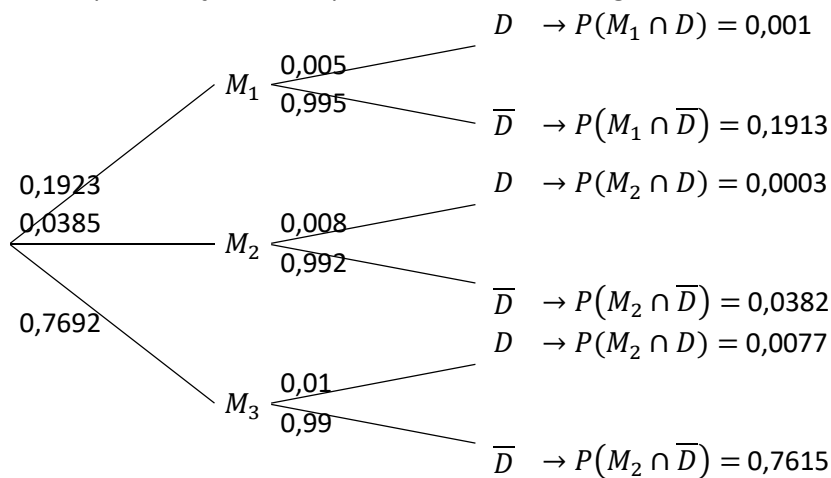 D → P(M₁ ∩ D) = 0,001
0,005
M₁
0,995
D̅ → P(M₁ ∩ D̅) = 0,1913
0,1923
D → P(M₂ ∩ D) = 0,0003
0,0385
0,008
M₂
0,992
D̅ → P(M₂ ∩ D̅) = 0,0382
0,7692
D → P(M₂ ∩ D) = 0,0077
0,01
M₃
0,99
D̅ → P(M₂ ∩ D̅) = 0,7615